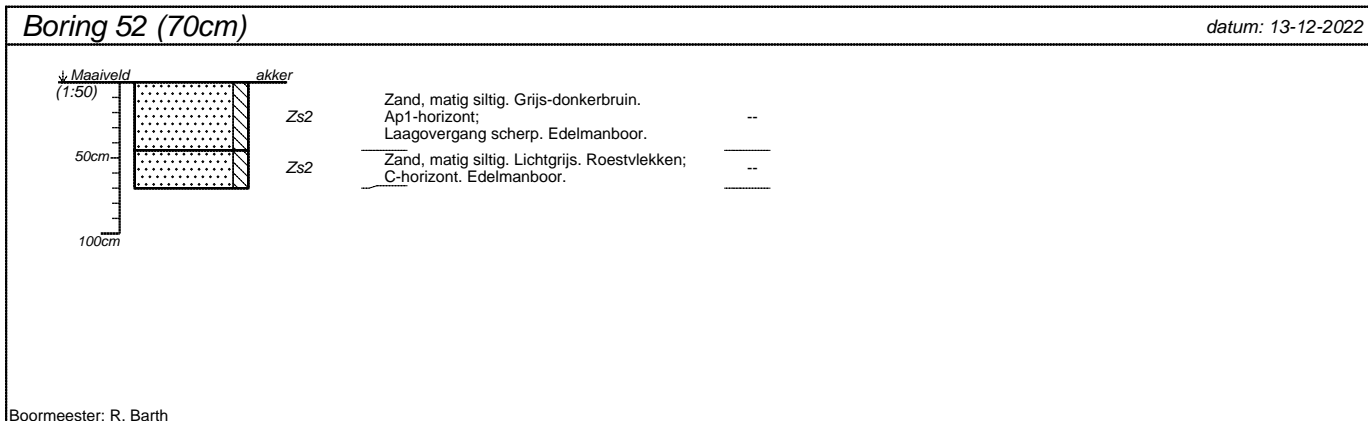 Boring 52 (70cm)
datum: 13-12-2022
Maaiveld
akker
(1:50)
Zs2
Zand, matig siltig. Grijs-donkerbruin.
Ap1-horizont;
Laagovergang scherp. Edelmanboor.
--
50cm
Zs2
Zand, matig siltig. Lichtgrijs. Roestvlekken;
C-horizont. Edelmanboor.
--
100cm
Boormeester: R. Barth